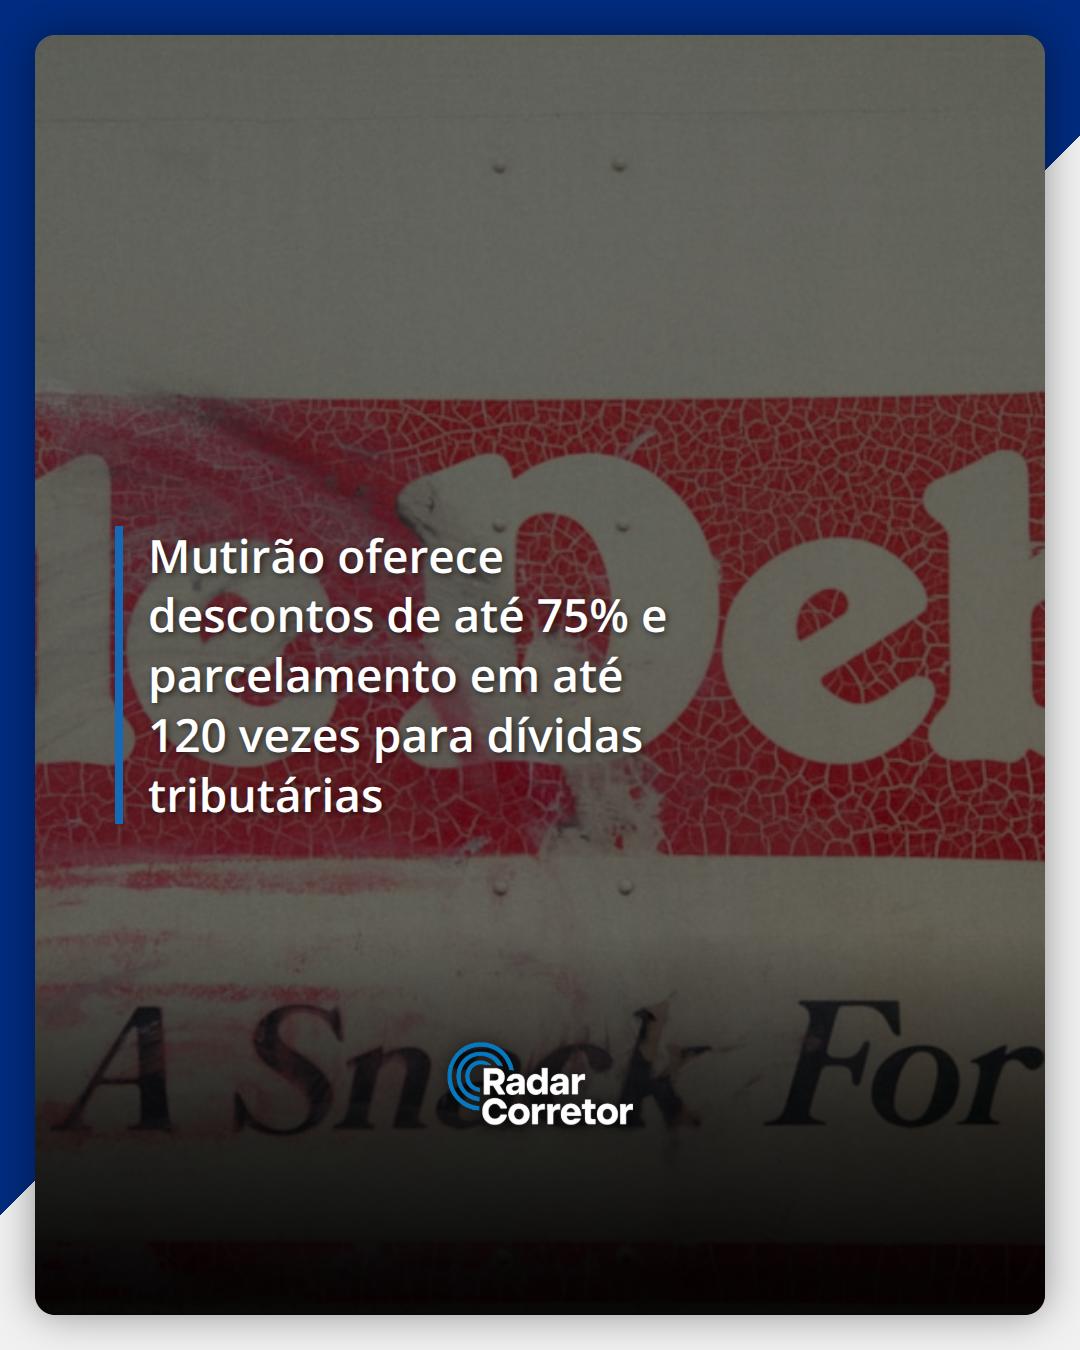 le Deb
Mutirão oferece
descontos de até 75% e
parcelamento em até
120 vezes para dívidas
tributárias
A Snack For
Radar
Corretor